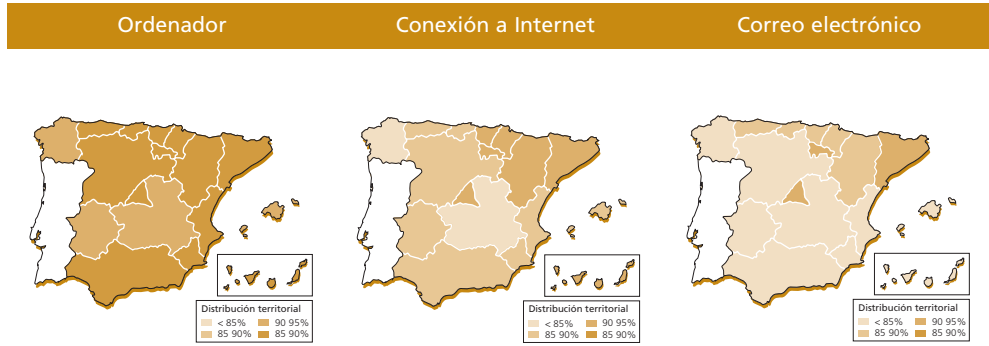 Ordenador
Conexión a Internet
Correo electrónico
Distribución territorial
< 85% 90 95%
85 90% 85 90%
Distribución territorial
< 85% 90 95%
85 90% 85 90%
Distribución territorial
< 85% 90 95%
85 90% 85 90%